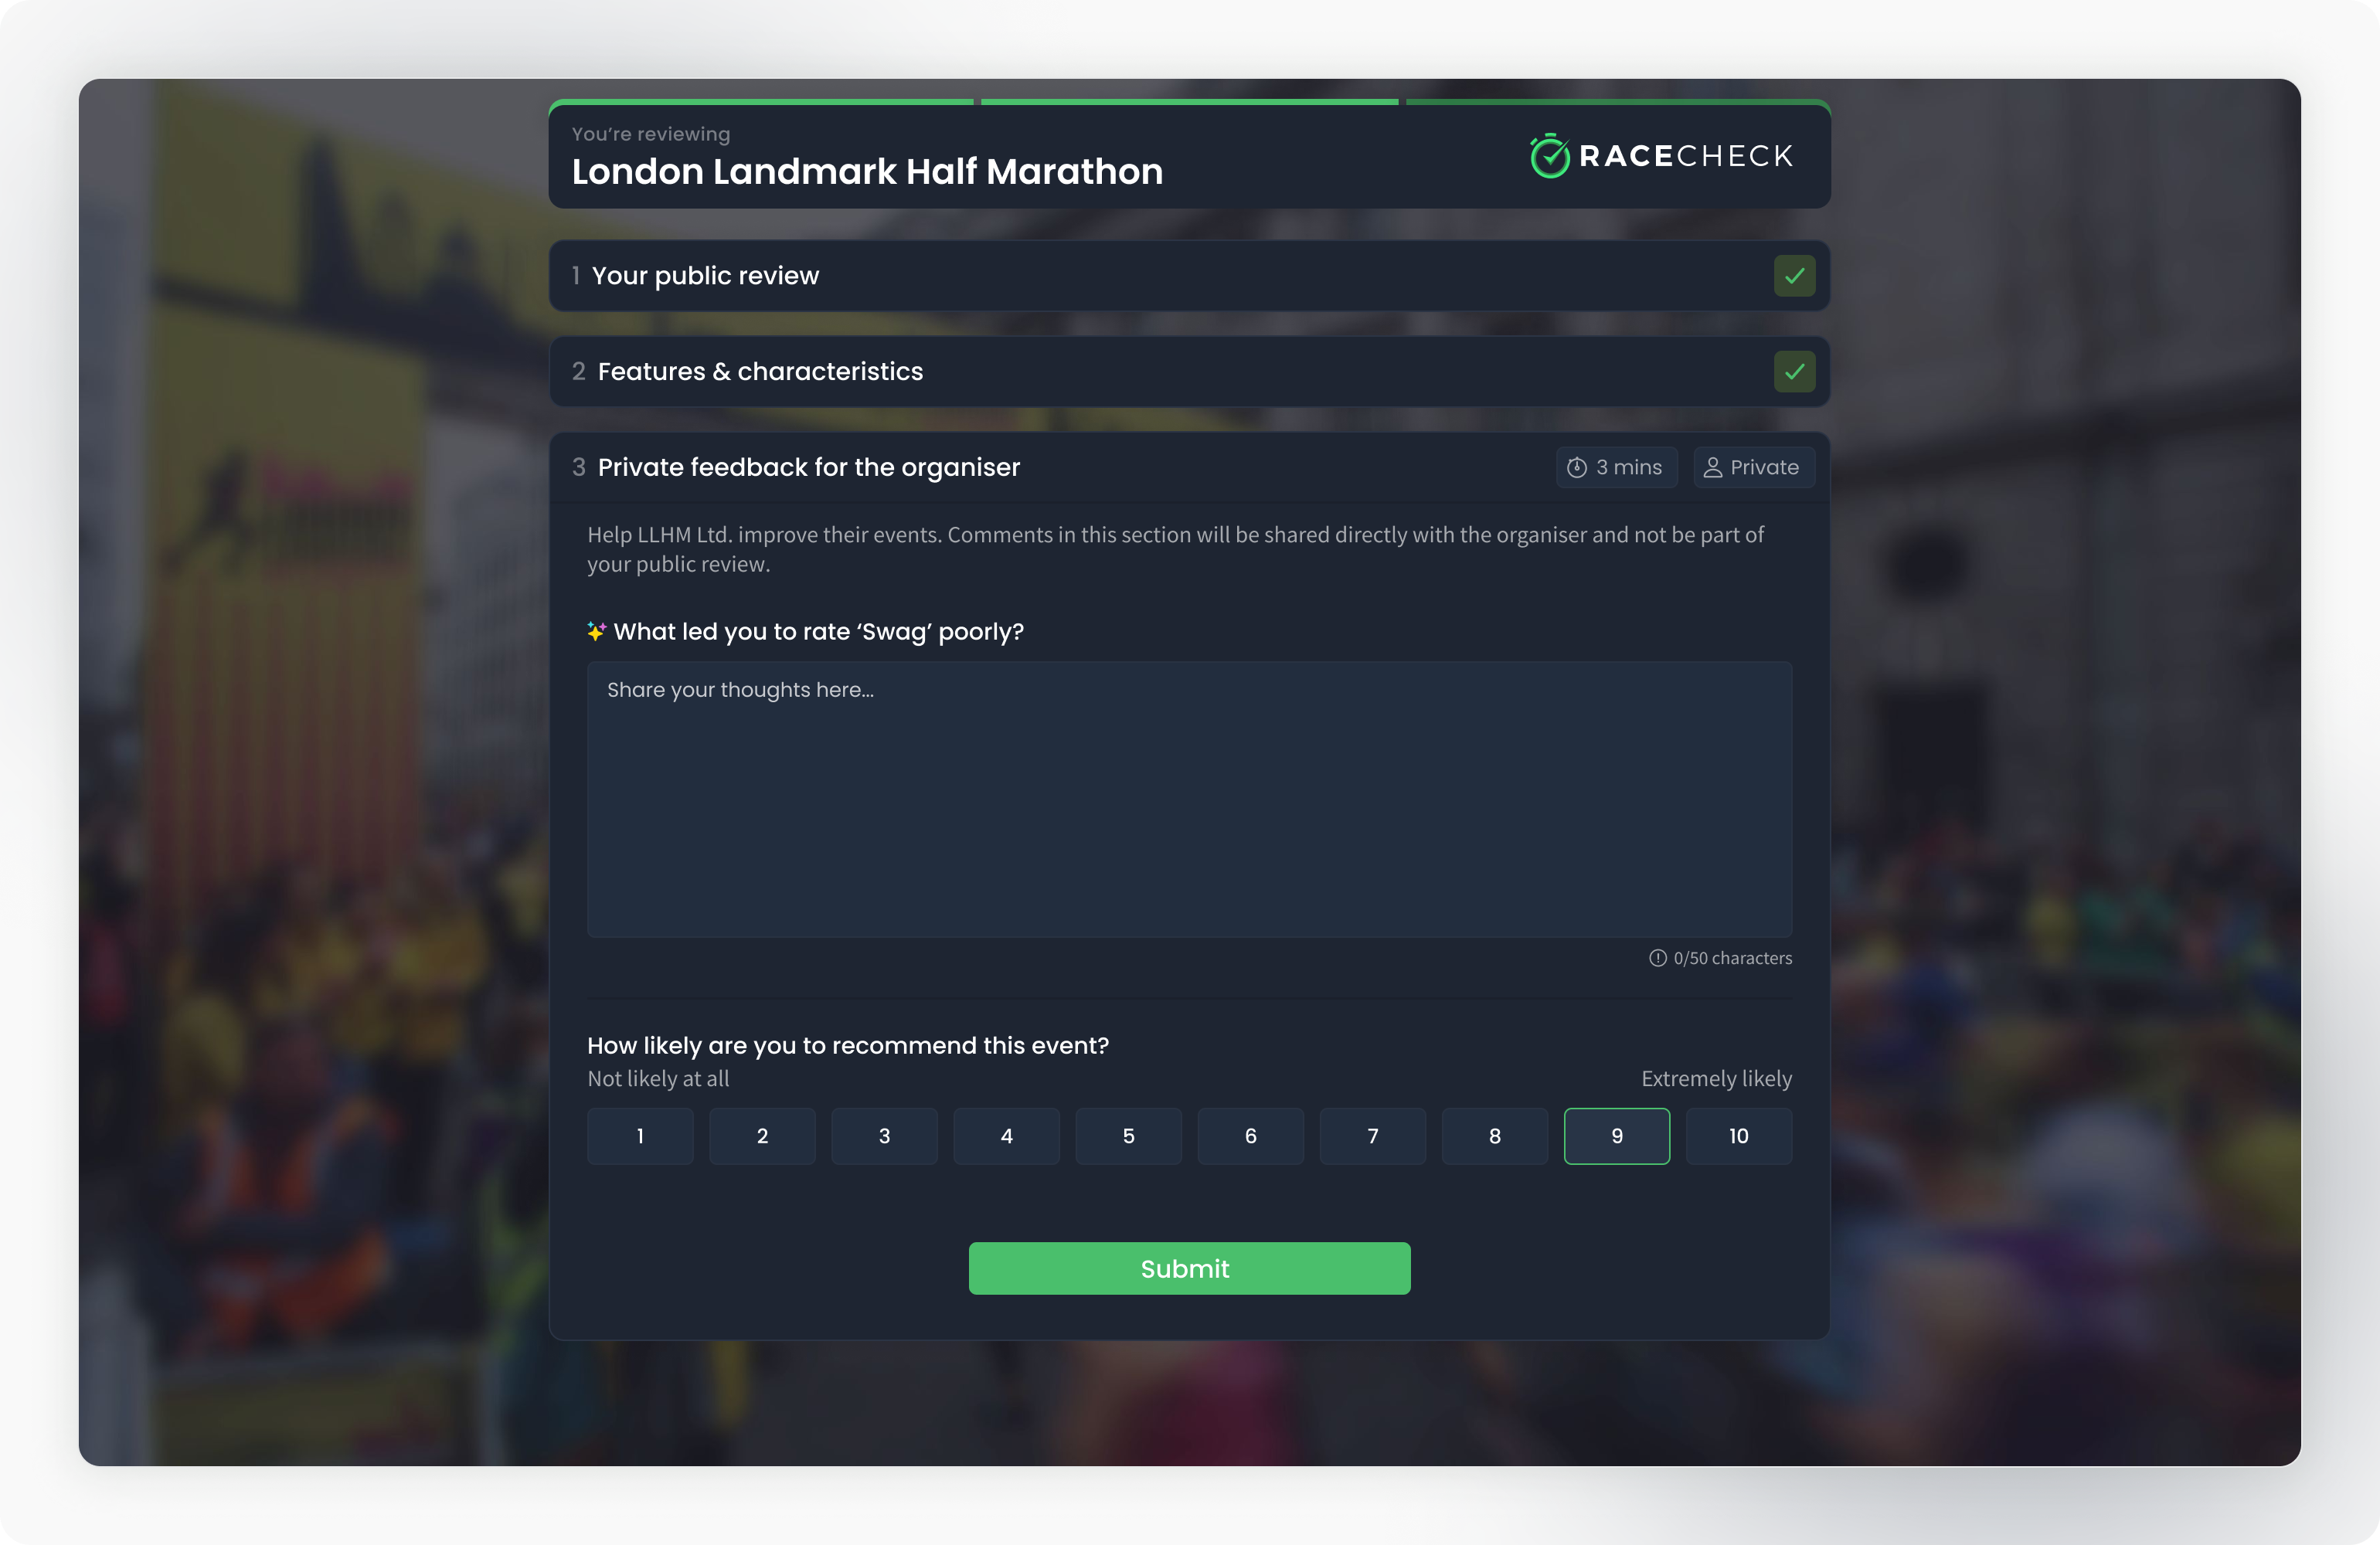 You’re reviewing
London Landmark Half Marathon
RACECHECK
1 Your public review
2 Features & characteristics
3 Private feedback for the organiser
3 mins
Private
Help LLHM Ltd. improve their events. Comments in this section will be shared directly with the organiser and not be part of
your public review.
What led you to rate ‘Swag’ poorly?
Share your thoughts here...
0/50 characters
How likely are you to recommend this event?
Not likely at all
Extremely likely
1 2 3 4 5 6 7 8 9 10
Submit